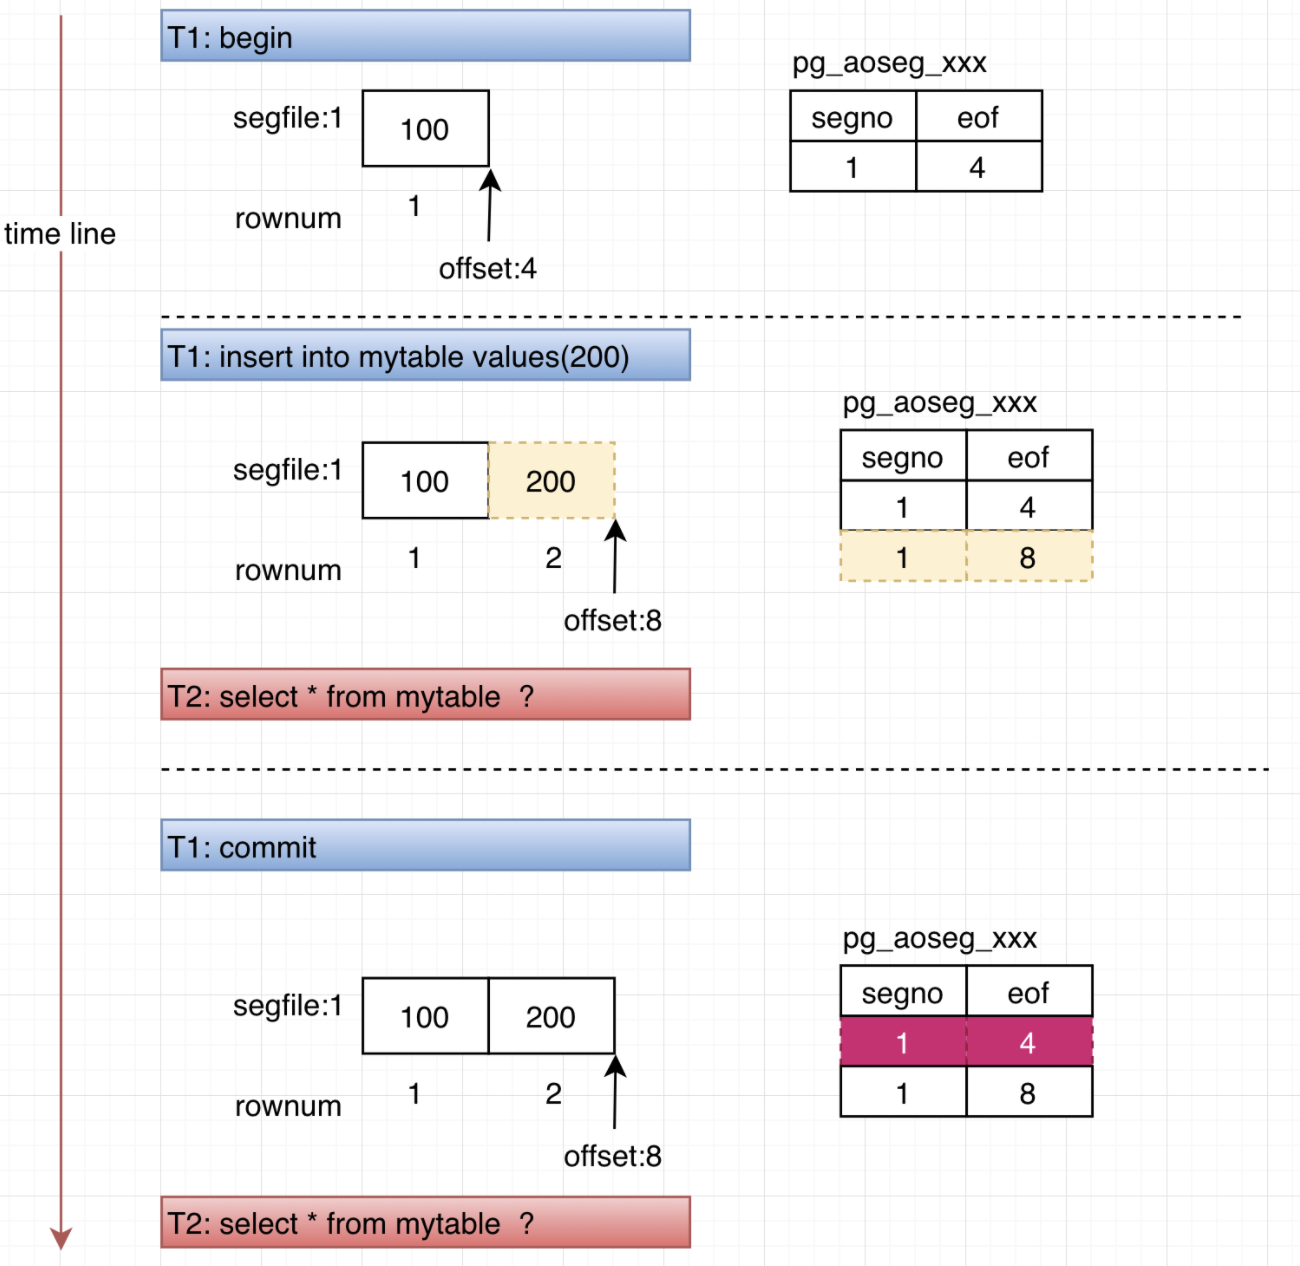 T1: begin
pg_aoseg_xxx
segfile:1
100
segno
eof
1
4
rownum
1
time line
offset:4
T1: insert into mytable values(200)
pg_aoseg_xxx
segfile:1
100
200
segno
eof
1
4
1
8
rownum
1
2
offset:8
T2: select * from mytable ?
T1: commit
pg_aoseg_xxx
segfile:1
100
200
segno
eof
1
4
1
8
rownum
1
2
offset:8
T2: select * from mytable ?